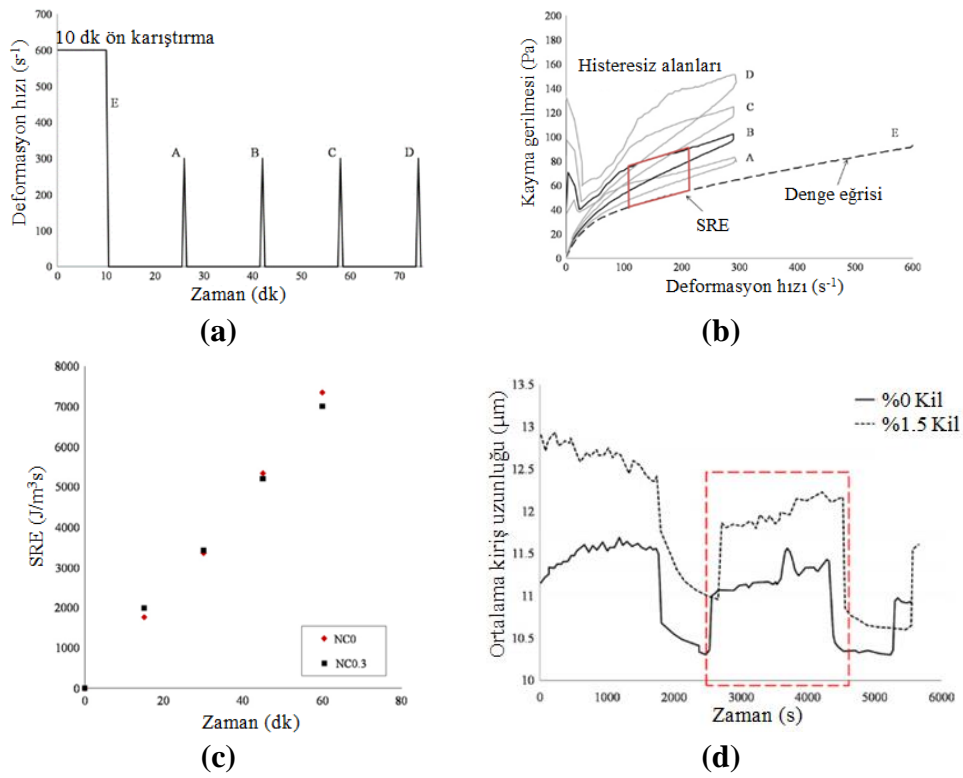 700
600
500
400
300
200
100
0
Deformasyon hızı (s-1)
10 dk ön karıştırma
E
A
B
C
D
0
10
20
30
40
50
60
70
Zaman (dk)
(a)
200
180
160
140
120
100
80
60
40
20
0
Kayma gerilmesi (Pa)
Histeresiz alanları
D
C
B
A
E
Denge eğrisi
SRE
0
100
200
300
400
500
600
Deformasyon hızı (s-1)
(b)
8000
7000
6000
5000
4000
3000
2000
1000
0
SRE (J/m3s)
NC0
NC0.3
0
20
40
60
80
Zaman (dk)
(c)
13.5
13
12.5
12
11.5
11
10.5
10
Ortalama kiriş uzunluğu (μm)
%0 Kil
%1.5 Kil
0
1000
2000
3000
4000
5000
6000
Zaman (s)
(d)